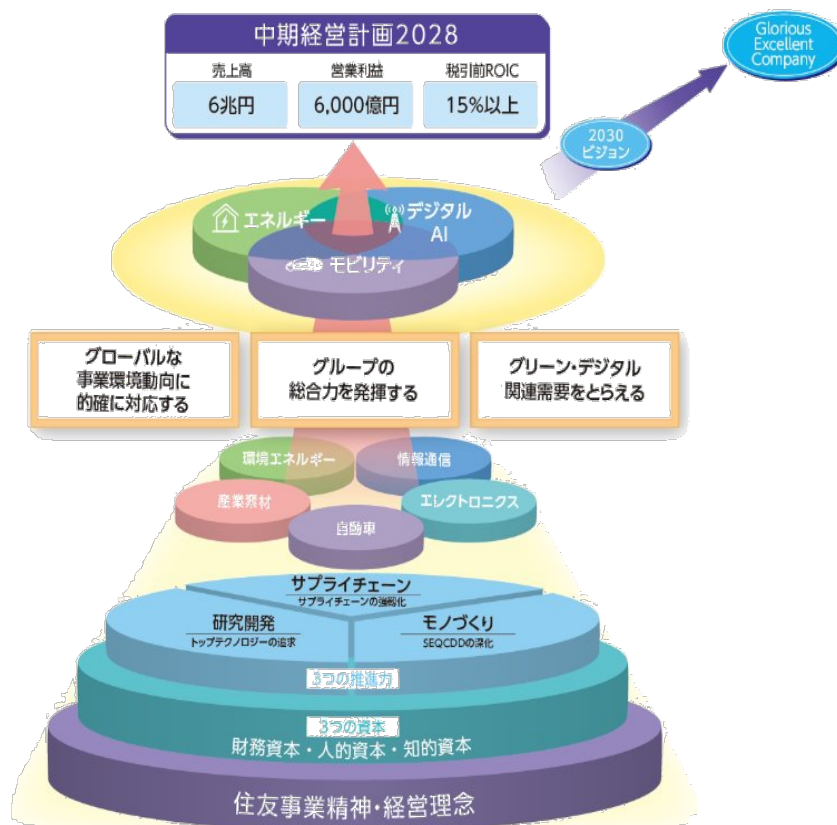 中期経営計画2028
売上高
営業利益
税引前ROIC
6兆円
6,000億円
15%以上
Glorious
Excellent
Company
2030
ビジョン
エネルギー
デジタル
AI
モビリティ
グローバルな
事業環境動向に
的確に対応する
グループの
総合力を発揮する
グリーン・デジタル
関連需要をとらえる
環境エネルギー
情報通信
産業素材
エレクトロニクス
自動車
サプライチェーン
サプライチェーンの強靱化
研究開発
トップテクノロジーの追求
モノづくり
SEQCDDの深化
3つの推進力
3つの資本
財務資本・人的資本・知的資本
住友事業精神・経営理念